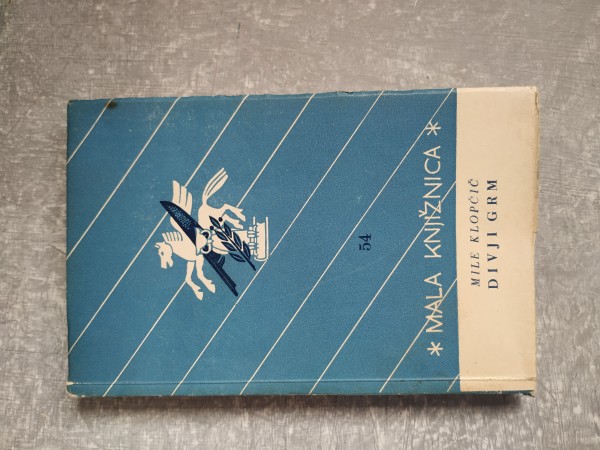 54
* MALA KNJIŽNICA *
MILE KLOPČIČ
DIVJI GRM